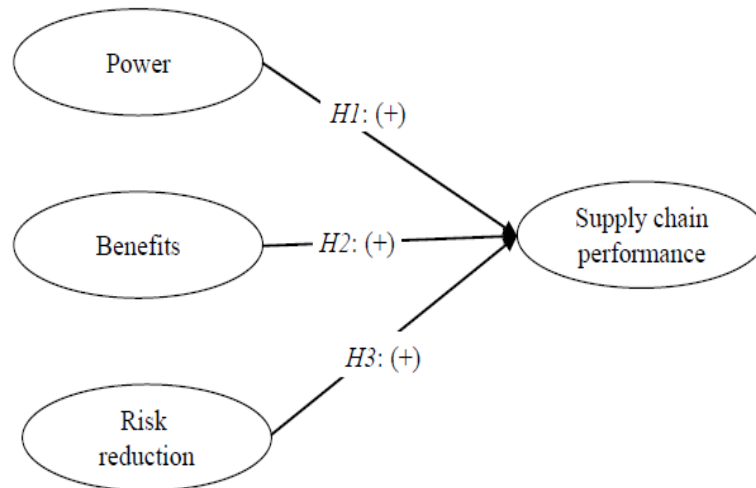 Power
H1: (+)
Benefits
H2: (+)
Supply chain
performance
H3: (+)
Risk
reduction